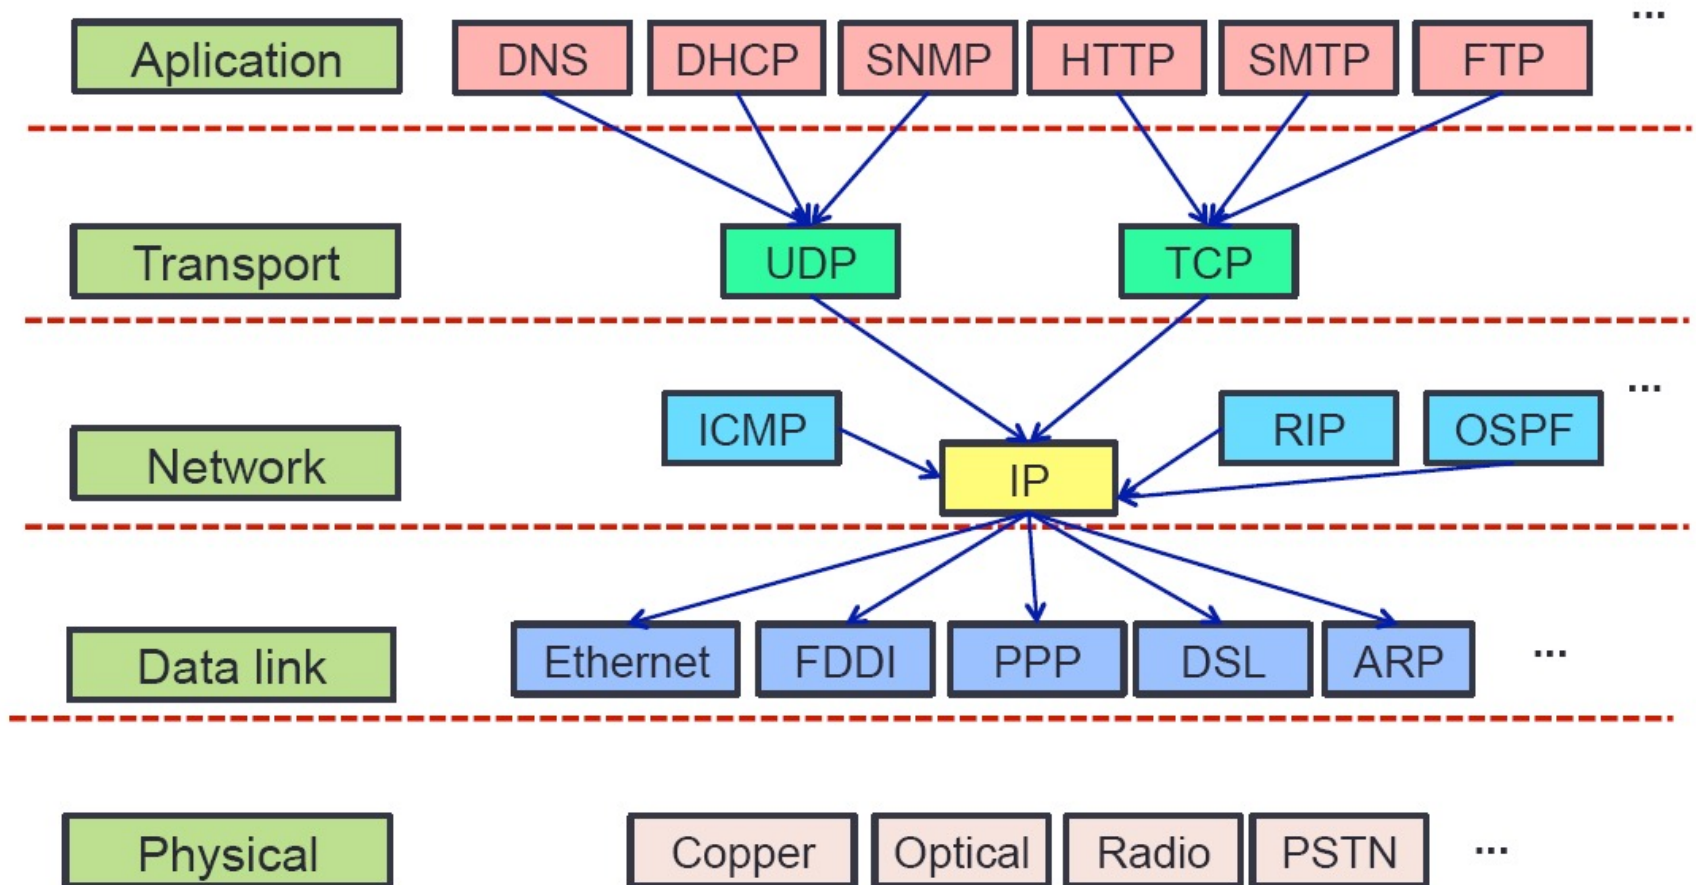 ...
Aplication DNS DHCP SNMP HTTP SMTP FTP
Transport UDP TCP
ICMP RIP OSPF ...
Network IP
Data link Ethernet FDDI PPP DSL ARP ...
Physical Copper Optical Radio PSTN ...